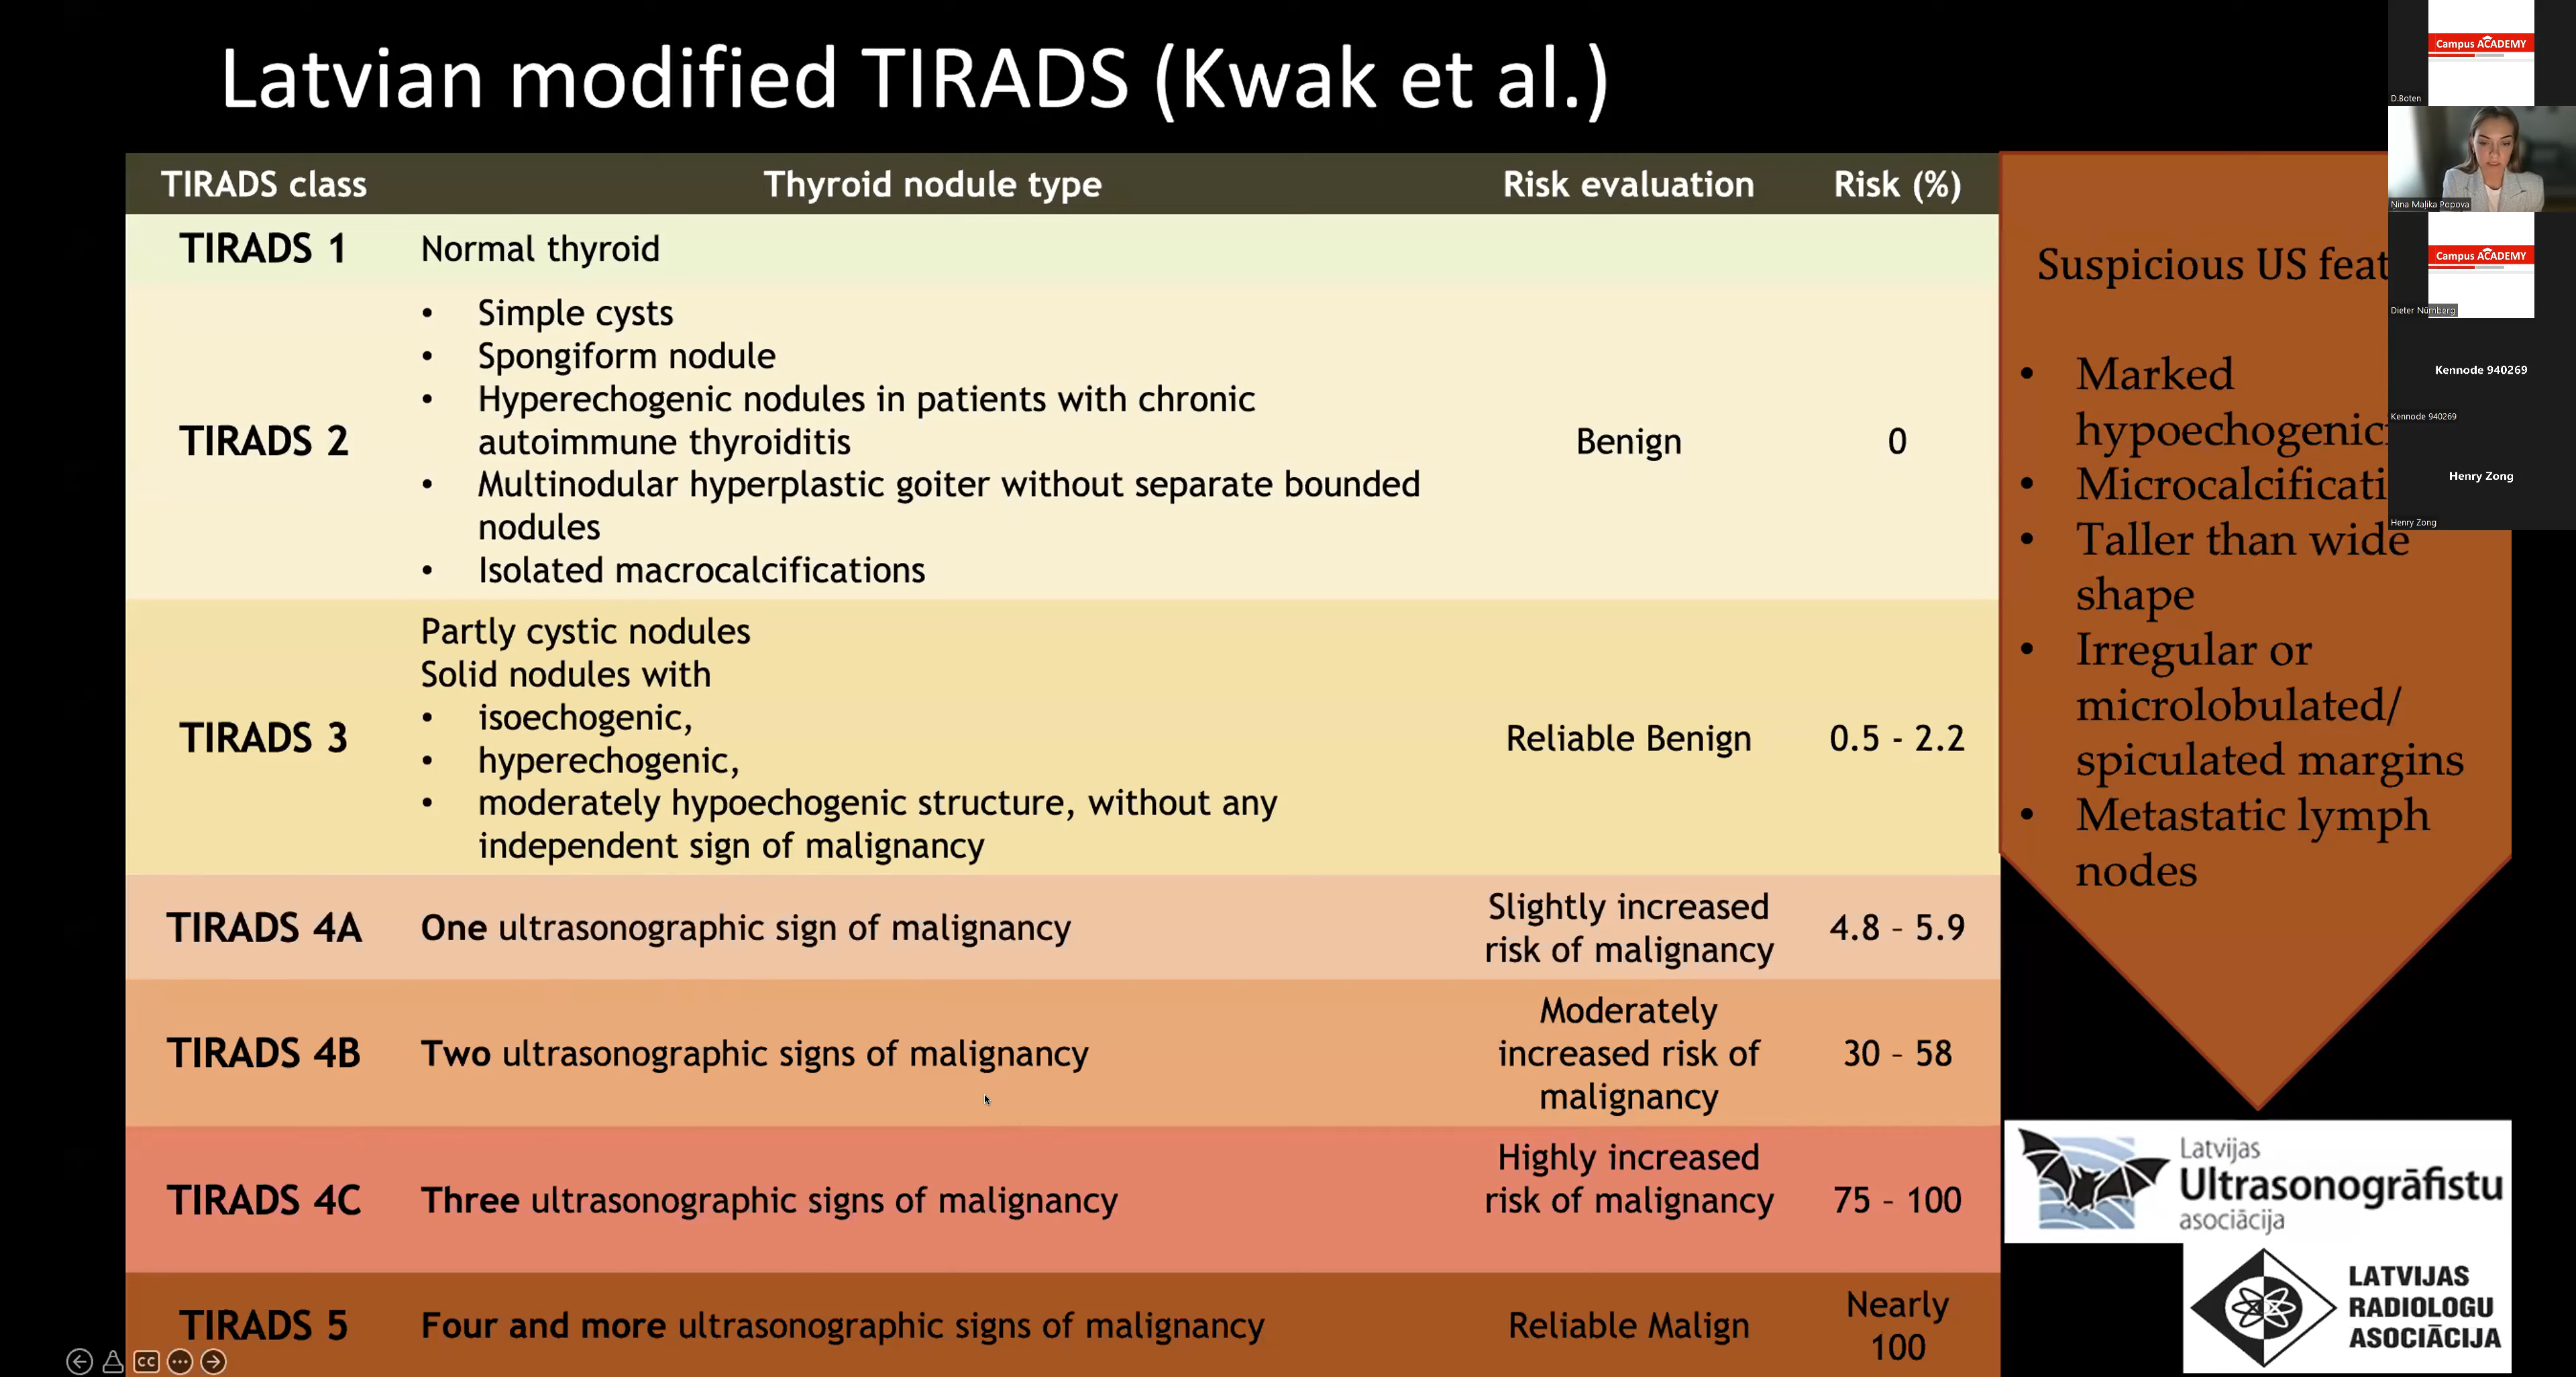 Latvian modified TIRADS (Kwak et al.)
TIRADS class
Thyroid nodule type
Risk evaluation
Risk (%)
TIRADS 1
Normal thyroid
TIRADS 2
• Simple cysts
• Spongiform nodule
• Hyperechogenic nodules in patients with chronic
autoimmune thyroiditis
• Multinodular hyperplastic goiter without separate bounded
nodules
• Isolated macrocalcifications
Benign
0
TIRADS 3
Partly cystic nodules
Solid nodules with
• isoechogenic,
• hyperechogenic,
• moderately hypoechogenic structure, without any
independent sign of malignancy
Reliable Benign
0.5 - 2.2
TIRADS 4A
One ultrasonographic sign of malignancy
Slightly increased
risk of malignancy
4.8 – 5.9
TIRADS 4B
Two ultrasonographic signs of malignancy
Moderately
increased risk of
malignancy
30 – 58
TIRADS 4C
Three ultrasonographic signs of malignancy
Highly increased
risk of malignancy
75 – 100
TIRADS 5
Four and more ultrasonographic signs of malignancy
Reliable Malign
Nearly
100
Suspicious US
• Marked
• Taller than wide
shape
• Irregular or
microlobulated/
spiculated margins
• Metastatic lymph
nodes
Latvijas
Ultrasonogrāfistu
asociācija
LATVIJAS
RADIOLOGU
ASOCIĀCIJA
Campus ACADEMY
D.Boten
Nina Maļika Popova
Campus ACADEMY
Dieter Nürnberg
Kennode 940269
Kennode 940269
Henry Zong
Henry Zong
CC